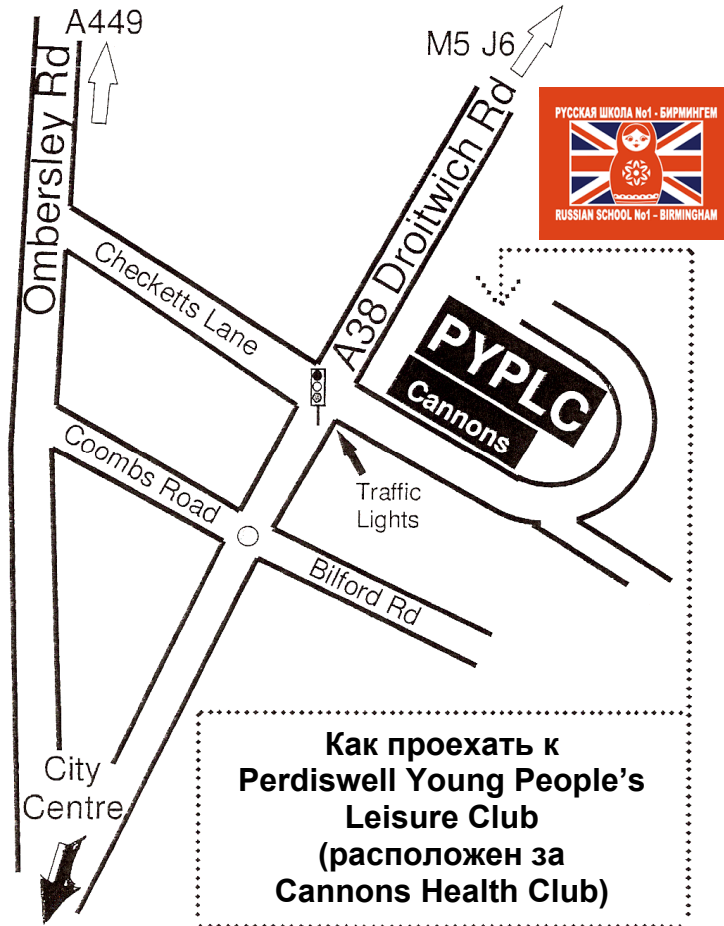 A449
M5 J6
Ombersley Rd
РУССКАЯ ШКОЛА No1 - БИРМИНГЕМ
RUSSIAN SCHOOL No1 – BIRMINGHAM
Checketts Lane
A38 Droitwich Rd
PYPLC
Cannons
Coombs Road
Traffic
Lights
Bilford Rd
City
Centre
Как проехать к
Perdiswell Young People’s
Leisure Club
(расположен за
Cannons Health Club)